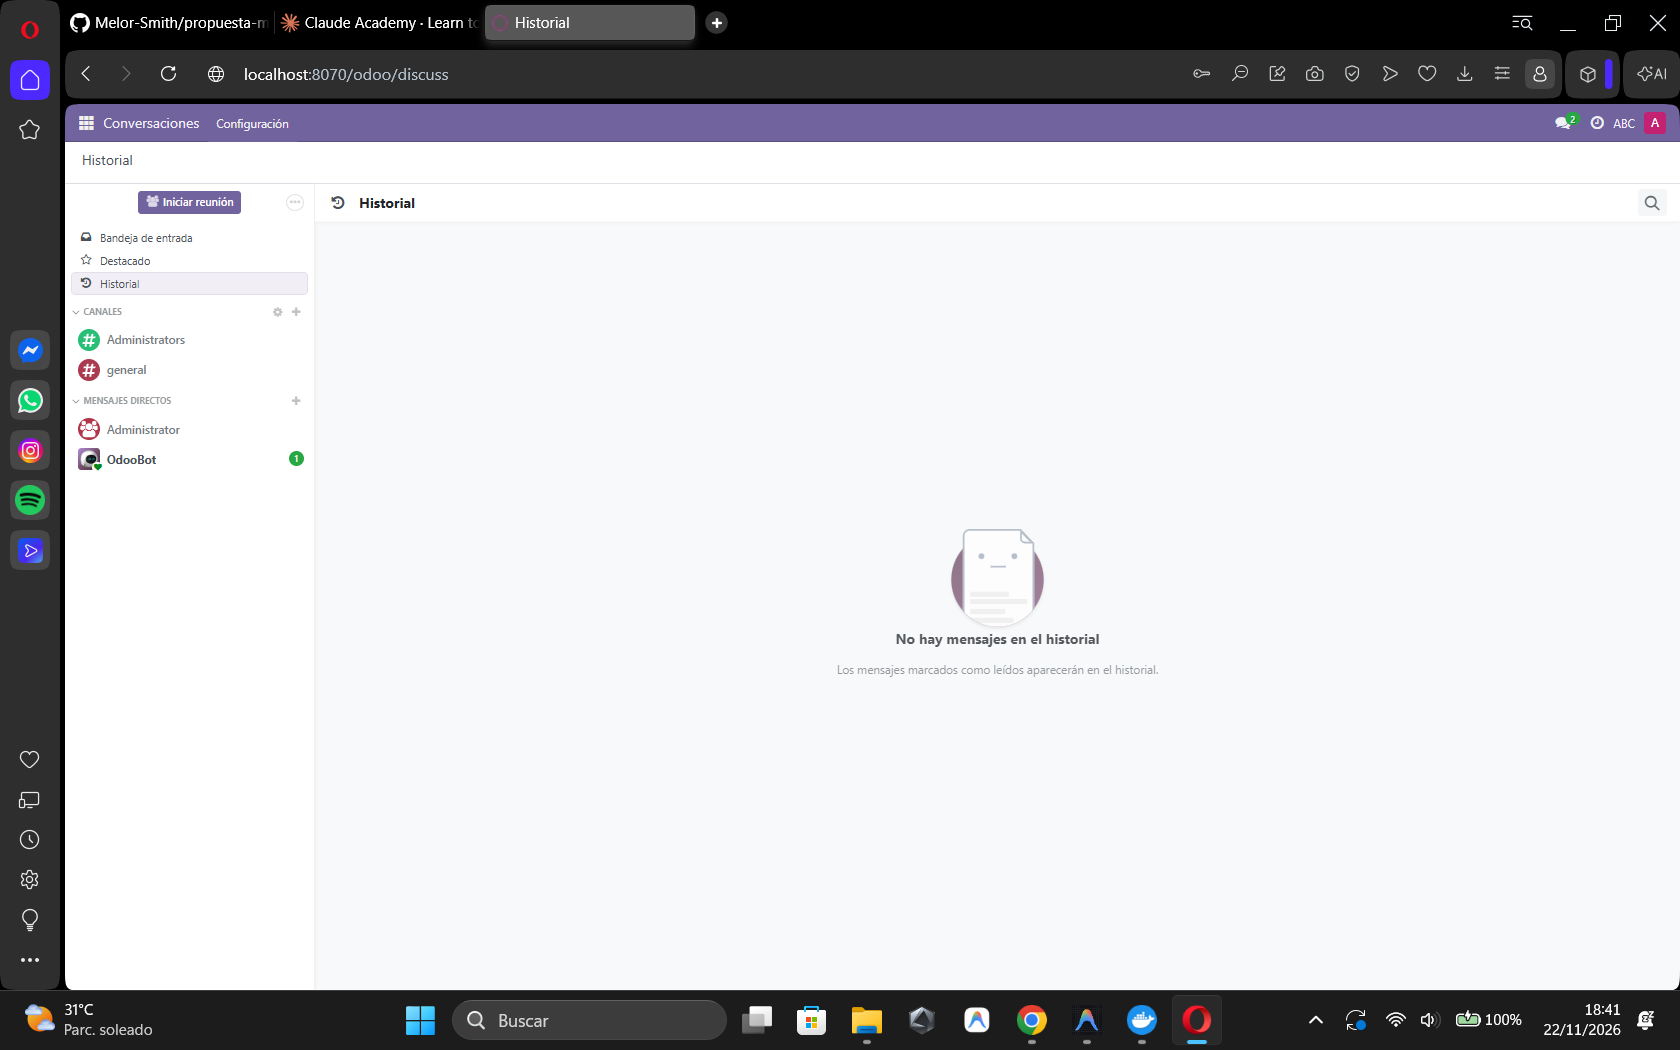 Melor-Smith/propuesta-m
Claude Academy · Learn to
Historial
localhost:8070/odoo/discuss
AI
Conversaciones
Configuración
2
ABC
A
Historial
Iniciar reunión
Historial
Bandeja de entrada
Destacado
Historial
CANALES
Administrators
general
MENSAJES DIRECTOS
Administrator
OdooBot
1
No hay mensajes en el historial
Los mensajes marcados como leídos aparecerán en el historial.
31°C
Parc. soleado
Buscar
100%
18:41
22/11/2026